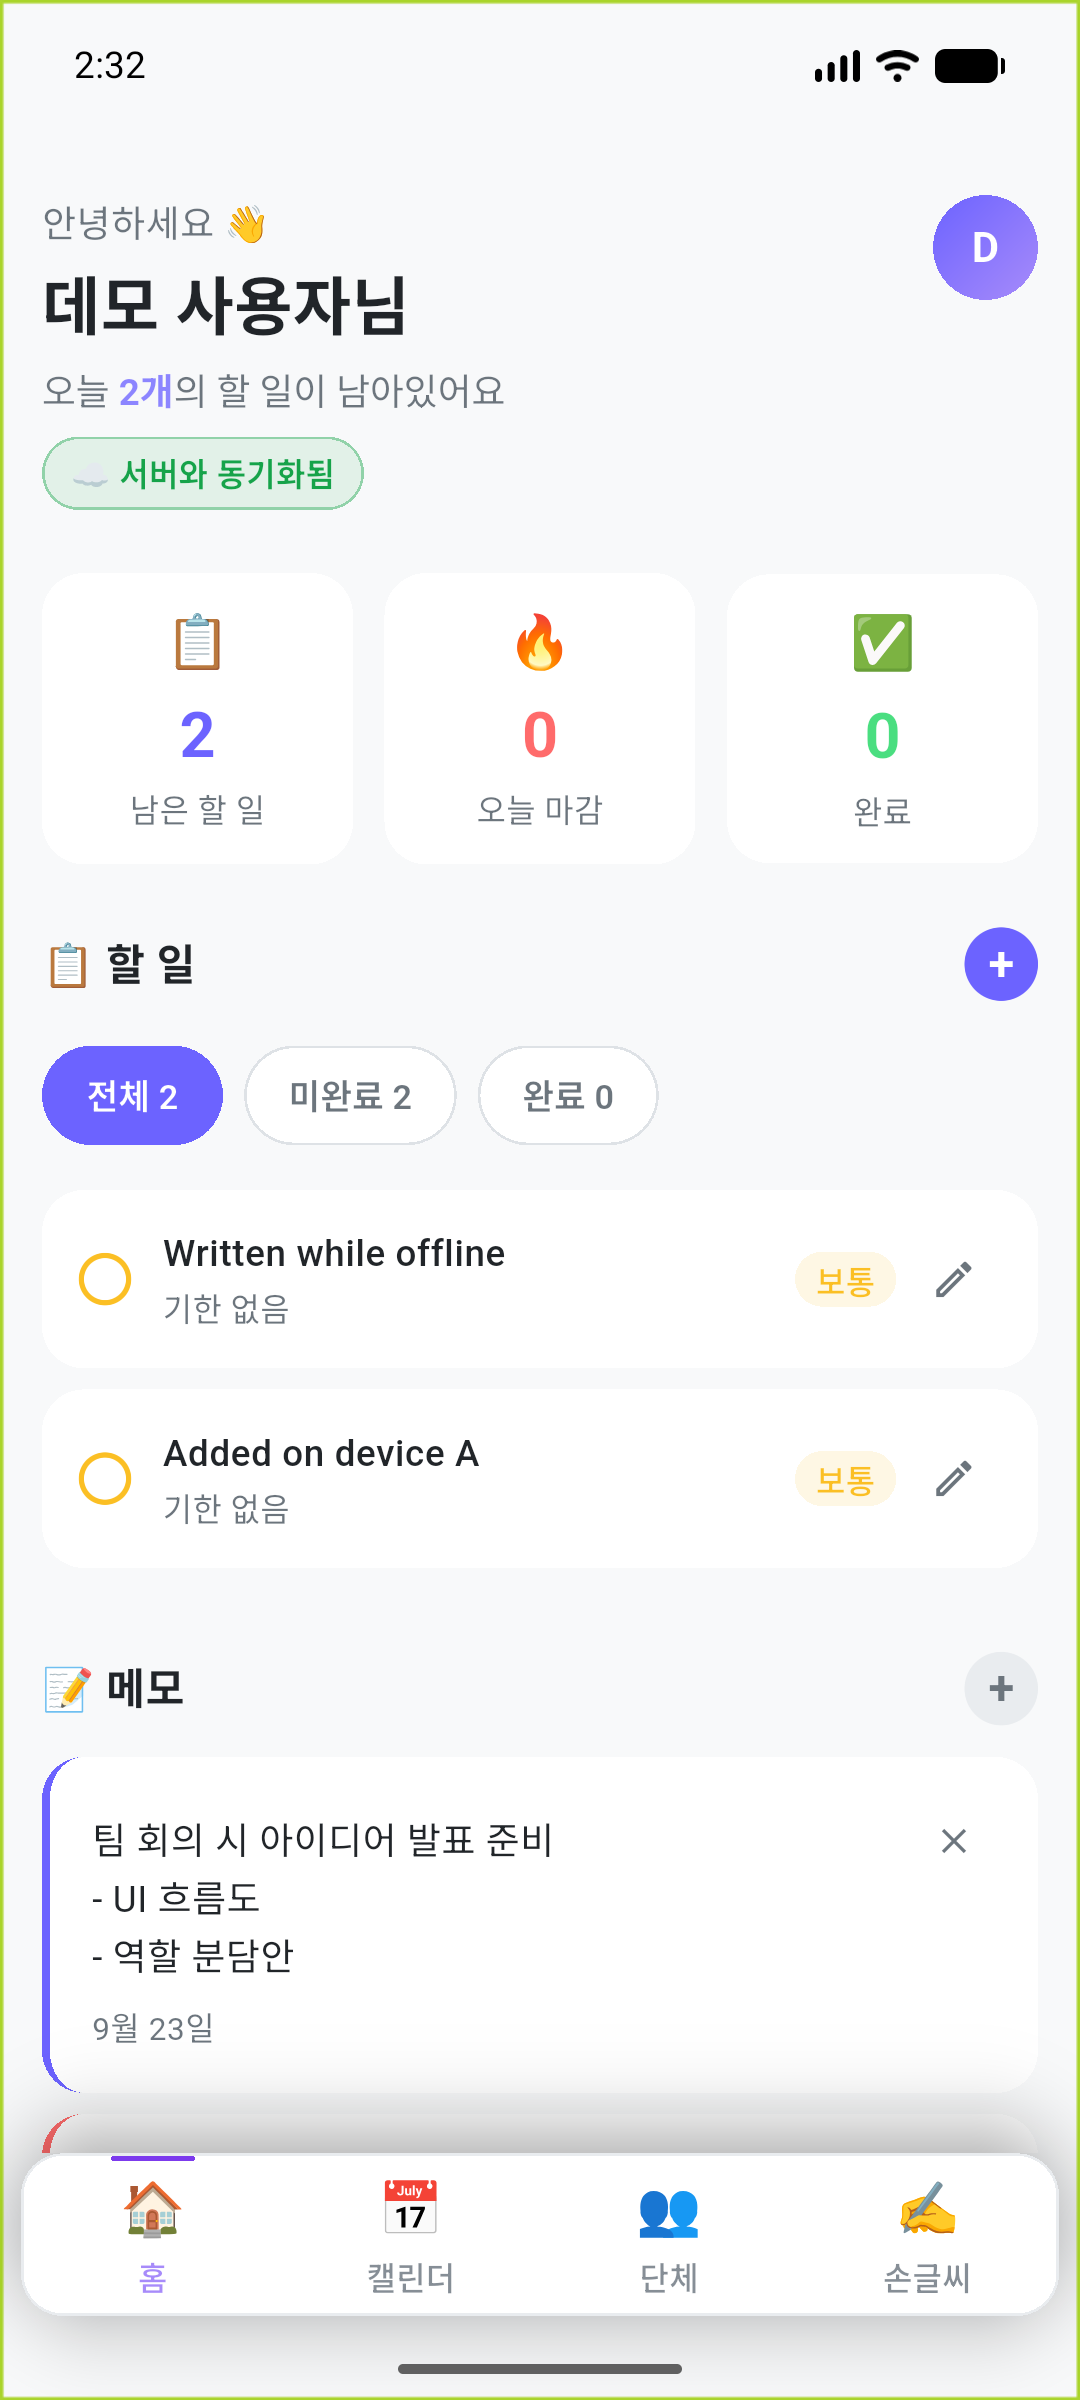 2:32
안녕하세요 👋
D
데모 사용자님
오늘 2개의 할 일이 남아있어요
☁️ 서버와 동기화됨
2
남은 할 일
0
오늘 마감
0
완료
📋 할 일
+
전체 2
미완료 2
완료 0
Written while offline
기한 없음
보통
Added on device A
기한 없음
보통
📝 메모
+
팀 회의 시 아이디어 발표 준비
- UI 흐름도
- 역할 분담안
9월 23일
July
17
홈
캘린더
단체
손글씨